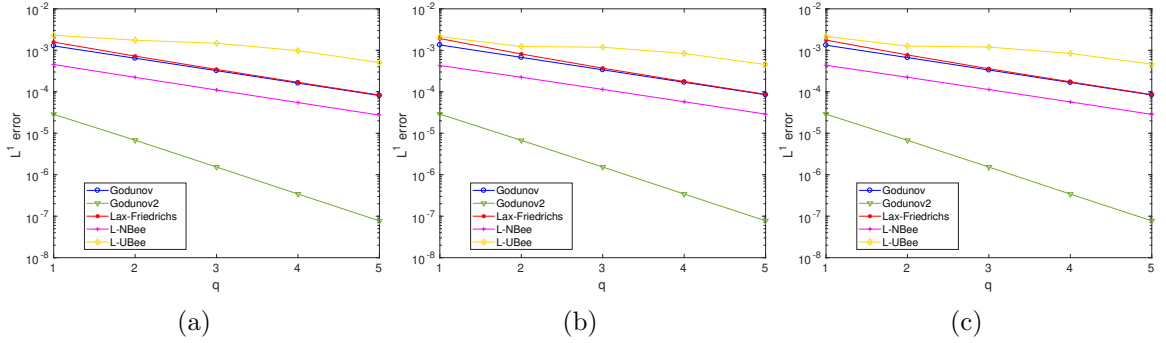 10^-2
10^-3
10^-4
10^-5
10^-6
10^-7
10^-8
L^1 error
Godunov
Godunov2
Lax-Friedrichs
L-NBee
L-UBee
1 2 3 4 5
q
(a)
10^-2
10^-3
10^-4
10^-5
10^-6
10^-7
10^-8
L^1 error
Godunov
Godunov2
Lax-Friedrichs
L-NBee
L-UBee
1 2 3 4 5
q
(b)
10^-2
10^-3
10^-4
10^-5
10^-6
10^-7
10^-8
L^1 error
Godunov
Godunov2
Lax-Friedrichs
L-NBee
L-UBee
1 2 3 4 5
q
(c)